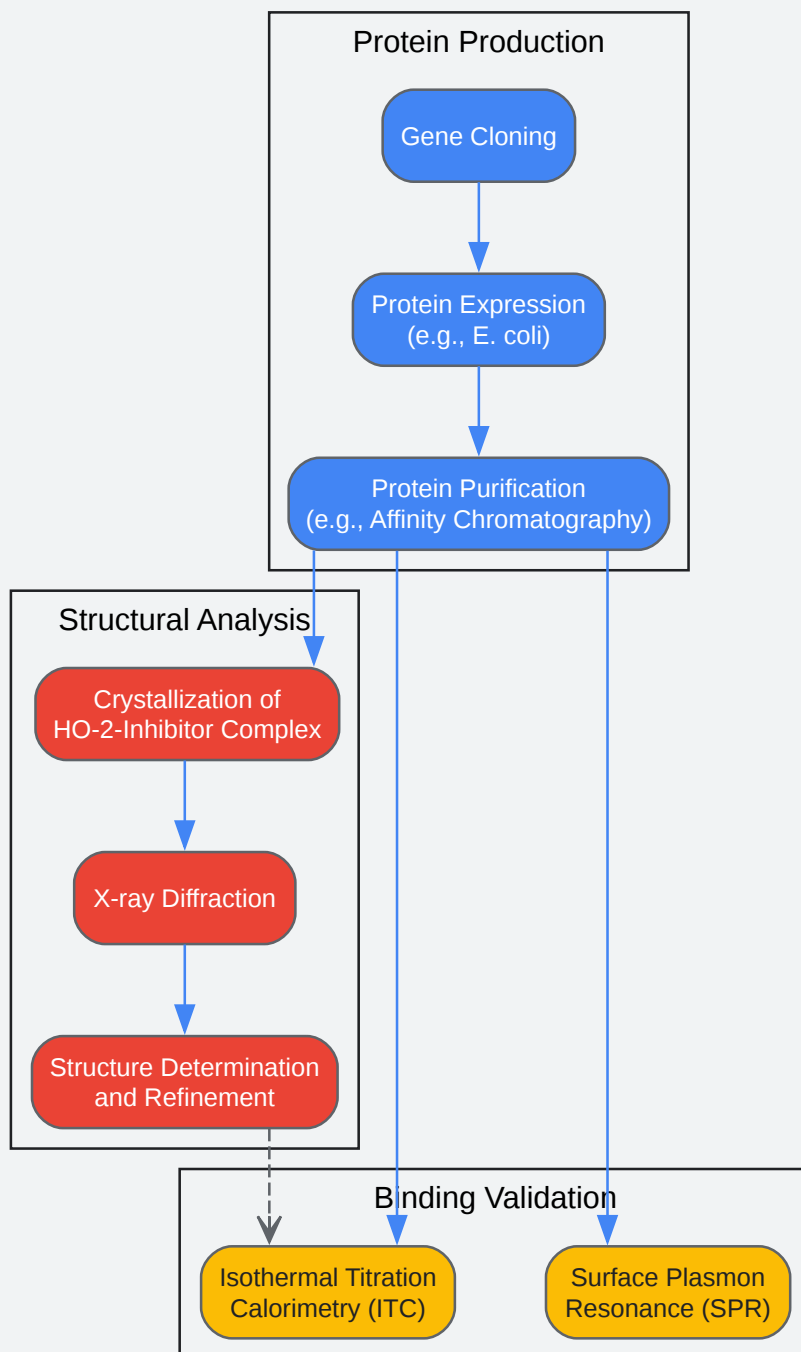 Protein Production
Gene Cloning
Protein Expression
(e.g., E. coli)
Protein Purification
(e.g., Affinity Chromatography)
Structural Analysis
Crystallization of
HO-2-Inhibitor Complex
X-ray Diffraction
Structure Determination
and Refinement
Binding Validation
Isothermal Titration
Calorimetry (ITC)
Surface Plasmon
Resonance (SPR)